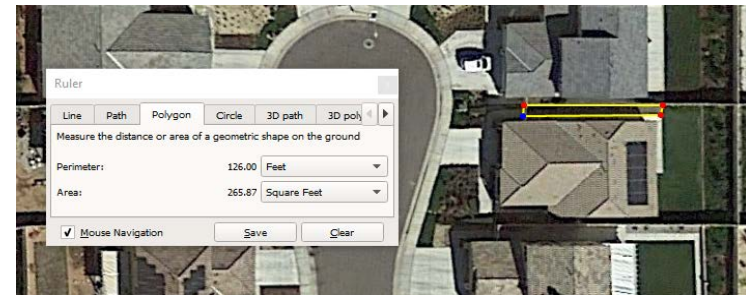 Ruler
Line Path Polygon Circle 3D path 3D poly
Measure the distance or area of a geometric shape on the ground
Perimeter: 126.00 Feet
Area: 265.87 Square Feet
Mouse Navigation Save Clear